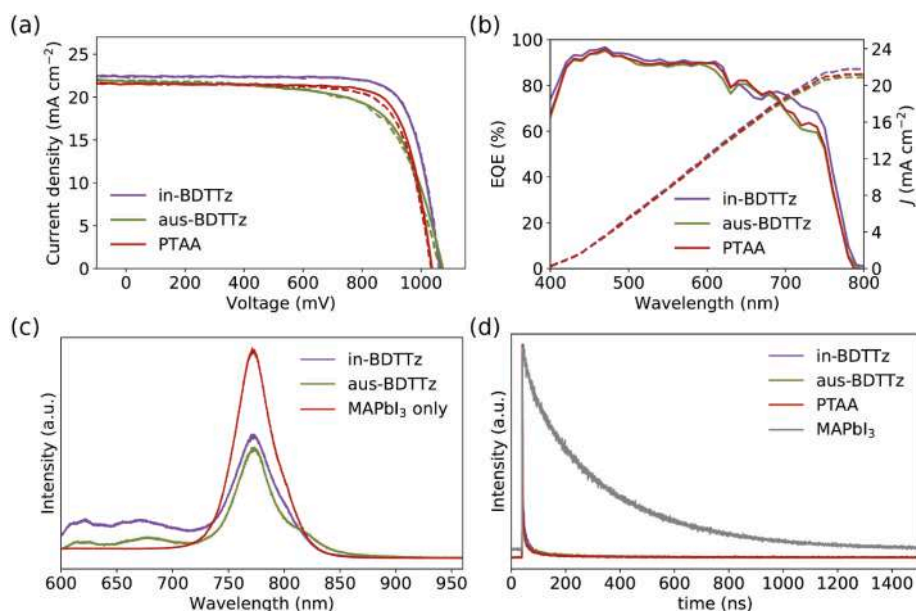 (a)
Current density (mA cm⁻²)
25
20
15
10
5
0
in-BDTTz
aus-BDTTz
PTAA
0 200 400 600 800 1000
Voltage (mV)
(b)
EQE (%)
100
80
60
40
20
0
in-BDTTz
aus-BDTTz
PTAA
24
20
16
12
8
4
0
J (mA cm⁻²)
400 500 600 700 800
Wavelength (nm)
(c)
Intensity (a.u.)
in-BDTTz
aus-BDTTz
MAPbI₃ only
600 650 700 750 800 850 900 950
Wavelength (nm)
(d)
Intensity (a.u.)
in-BDTTz
aus-BDTTz
PTAA
MAPbI₃
0 200 400 600 800 1000 1200 1400
time (ns)